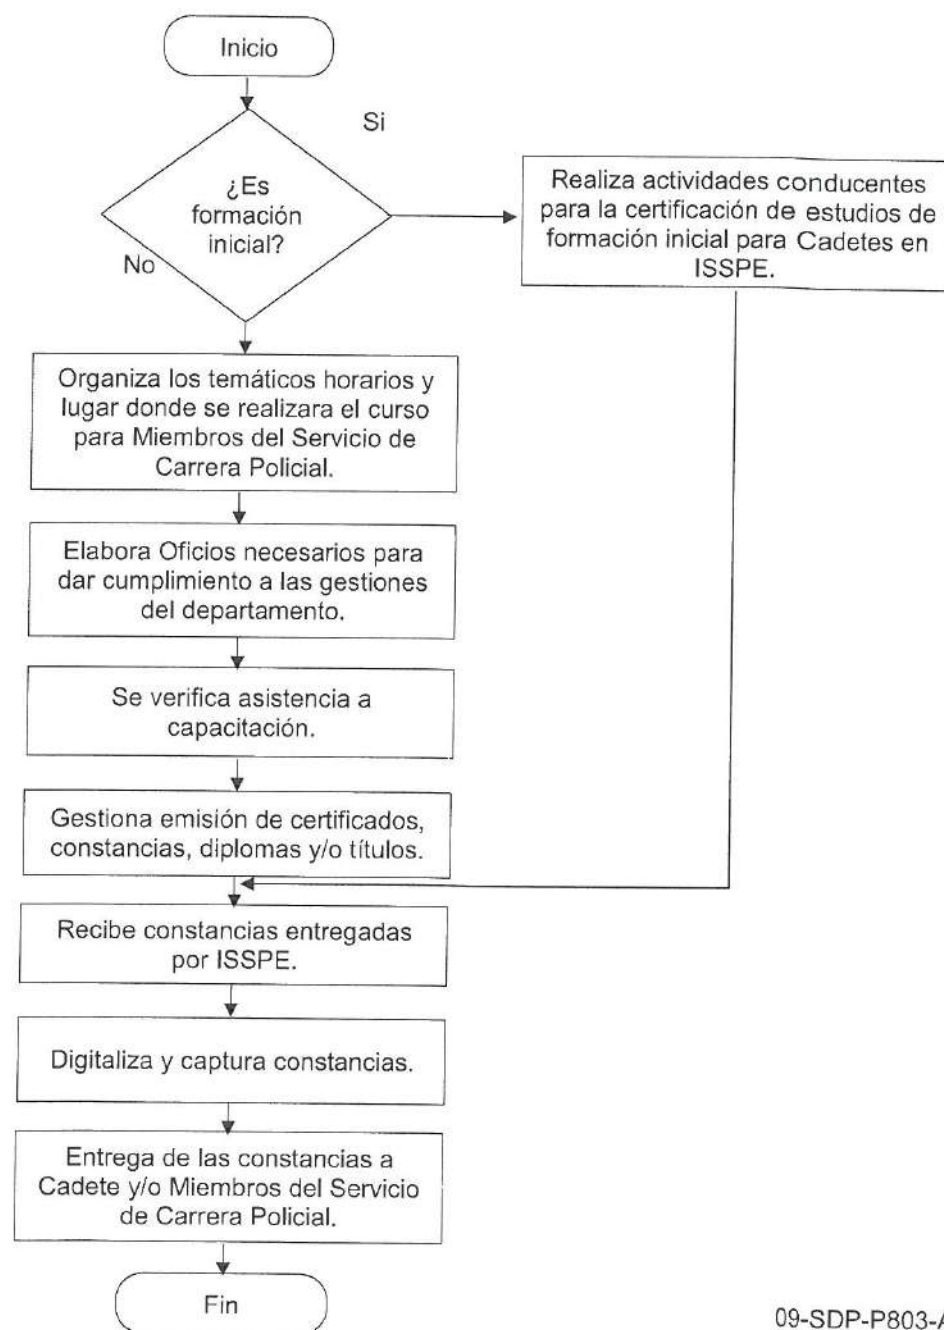 Inicio
Si
¿Es
formación
inicial?
No
Realiza actividades conducentes
para la certificación de estudios de
formación inicial para Cadetes en
ISSPE.
Organiza los temáticos horarios y
lugar donde se realizara el curso
para Miembros del Servicio de
Carrera Policial.
Elabora Oficios necesarios para
dar cumplimiento a las gestiones
del departamento.
Se verifica asistencia a
capacitación.
Gestiona emisión de certificados,
constancias, diplomas y/o títulos.
Recibe constancias entregadas
por ISSPE.
Digitaliza y captura constancias.
Entrega de las constancias a
Cadete y/o Miembros del Servicio
de Carrera Policial.
Fin
09-SDP-P803-A